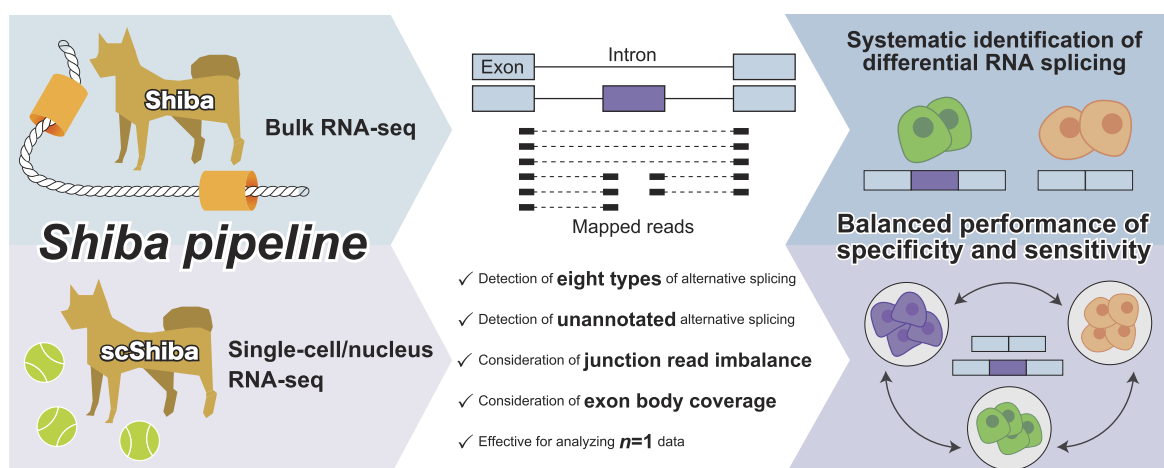 Shiba
Bulk RNA-seq
Shiba pipeline
scShiba
Single-cell/nucleus
RNA-seq
Exon
Intron
Mapped reads
✓ Detection of eight types of alternative splicing
✓ Detection of unannotated alternative splicing
✓ Consideration of junction read imbalance
✓ Consideration of exon body coverage
✓ Effective for analyzing n=1 data
Systematic identification of
differential RNA splicing
Balanced performance of
specificity and sensitivity